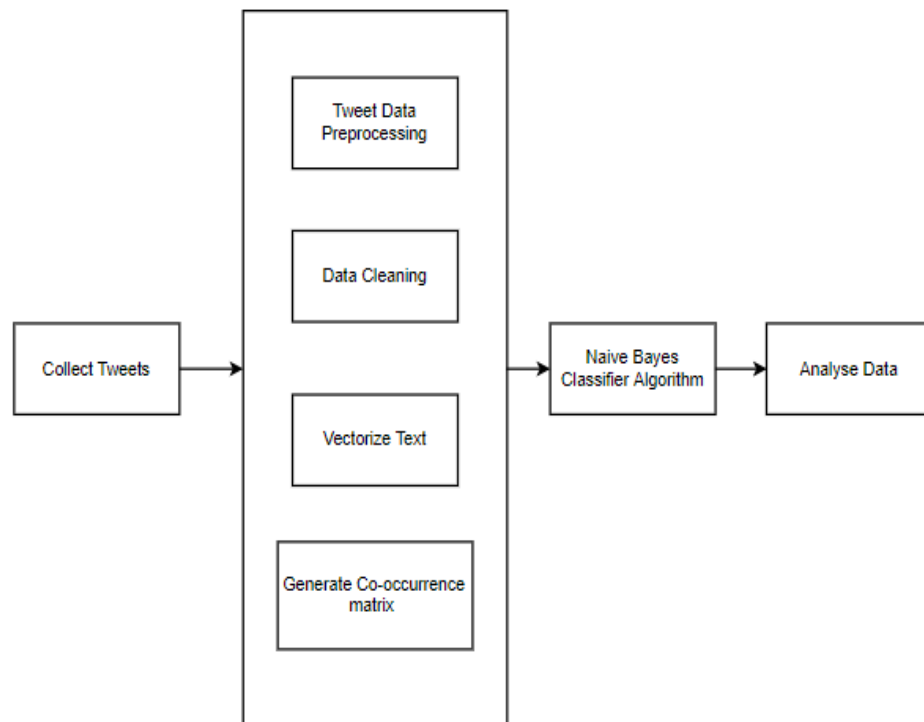 Tweet Data
Preprocessing
Data Cleaning
Collect Tweets
Naive Bayes
Classifier Algorithm
Analyse Data
Vectorize Text
Generate Co-occurrence
matrix